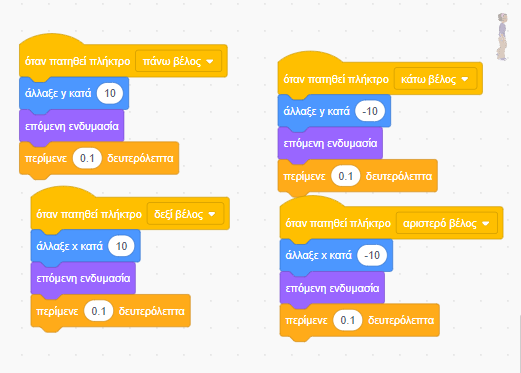 όταν πατηθεί πλήκτρο πάνω βέλος
άλλαξε y κατά 10
επόμενη ενδυμασία
περίμενε 0.1 δευτερόλεπτα
όταν πατηθεί πλήκτρο κάτω βέλος
άλλαξε y κατά -10
επόμενη ενδυμασία
περίμενε 0.1 δευτερόλεπτα
όταν πατηθεί πλήκτρο δεξί βέλος
άλλαξε x κατά 10
επόμενη ενδυμασία
περίμενε 0.1 δευτερόλεπτα
όταν πατηθεί πλήκτρο αριστερό βέλος
άλλαξε x κατά -10
επόμενη ενδυμασία
περίμενε 0.1 δευτερόλεπτα